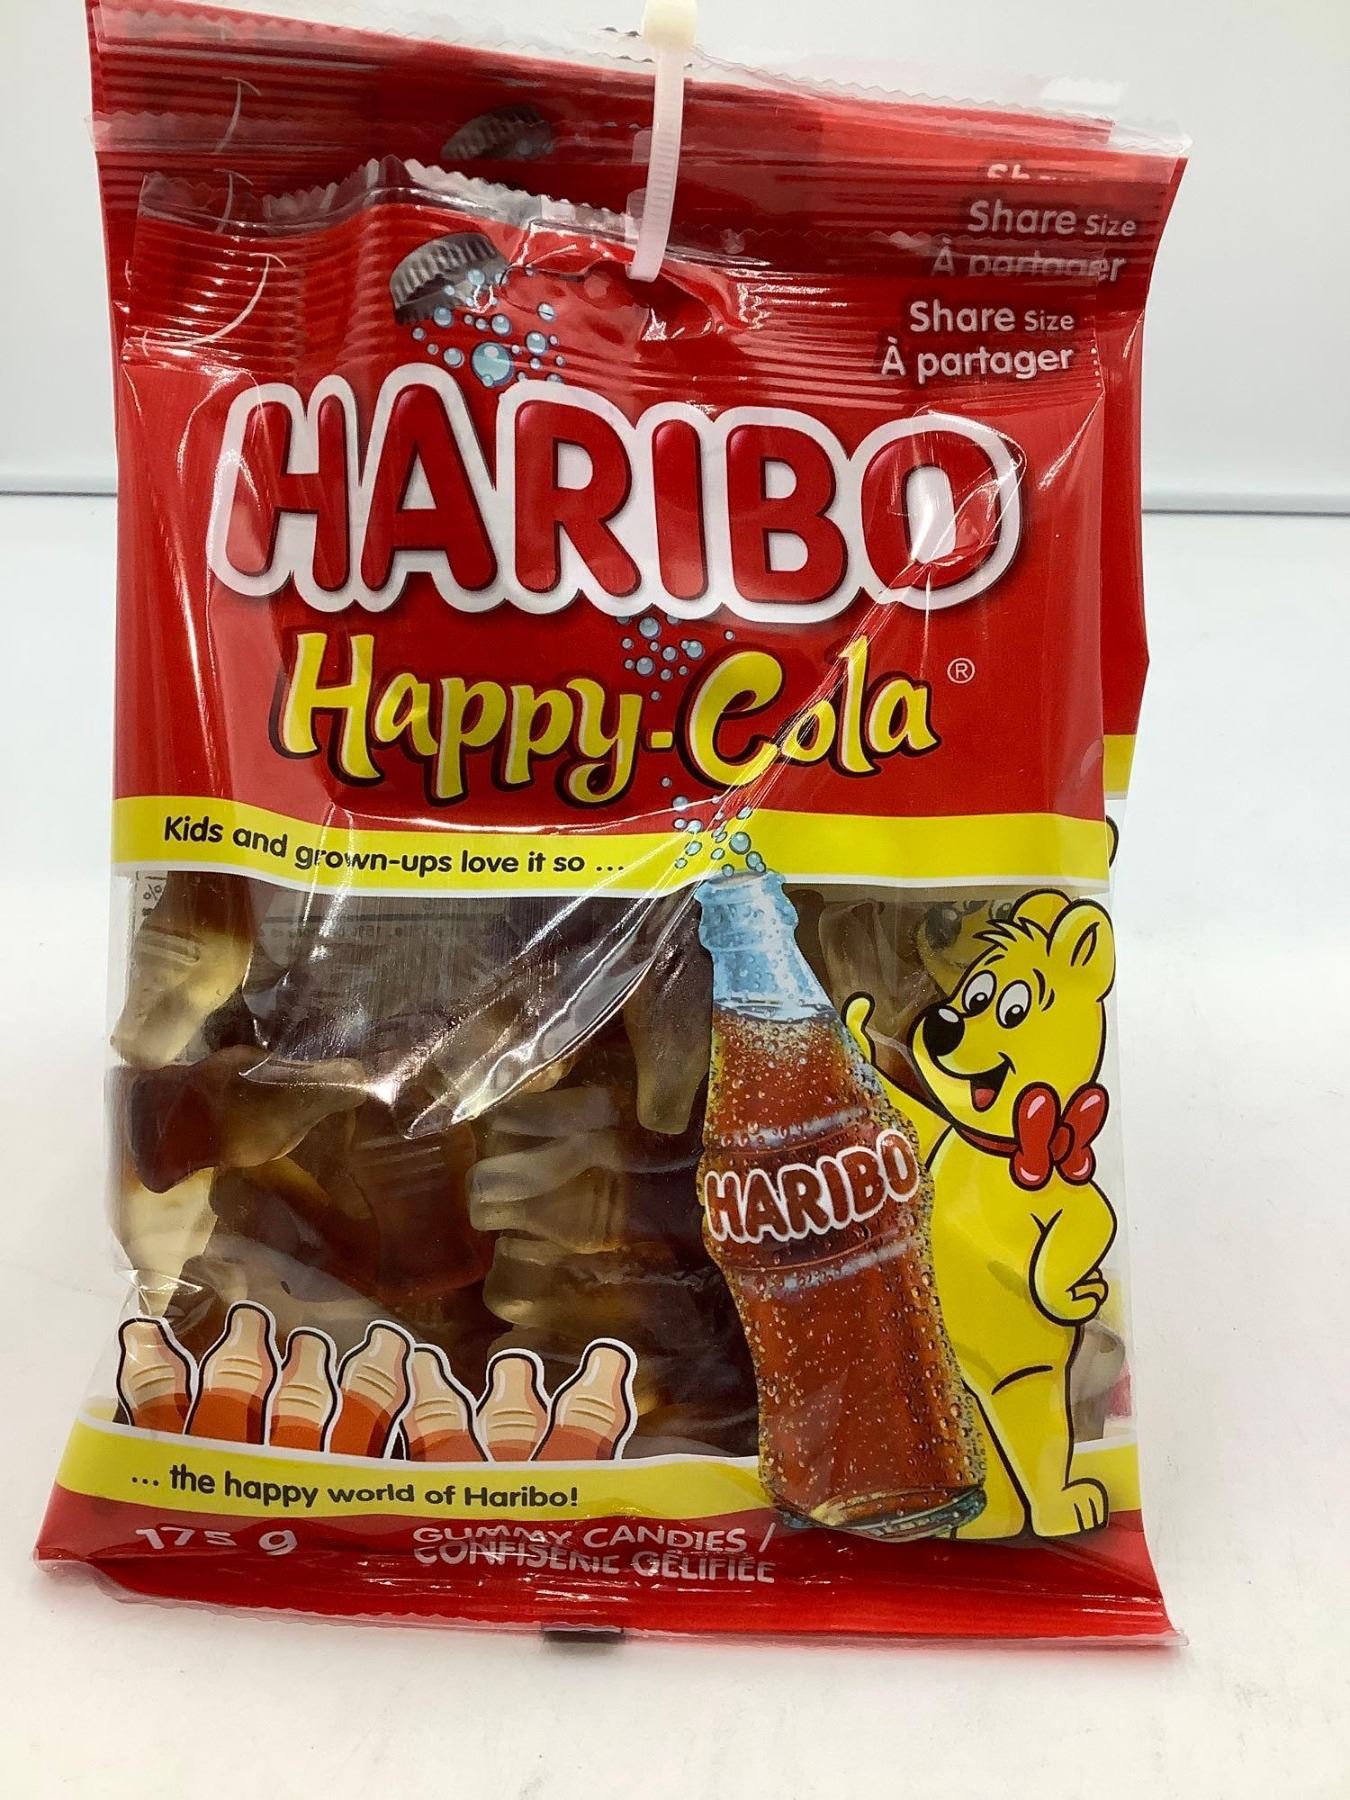 Share Size
À partager
Share Size
À partager
HARIBO
Happy-Cola ®
Kids and grown-ups love it so ...
HARIBO
... the happy world of Haribo!
175 g
GUMMY CANDIES /
CONFISERIE GÉLIFIÉE